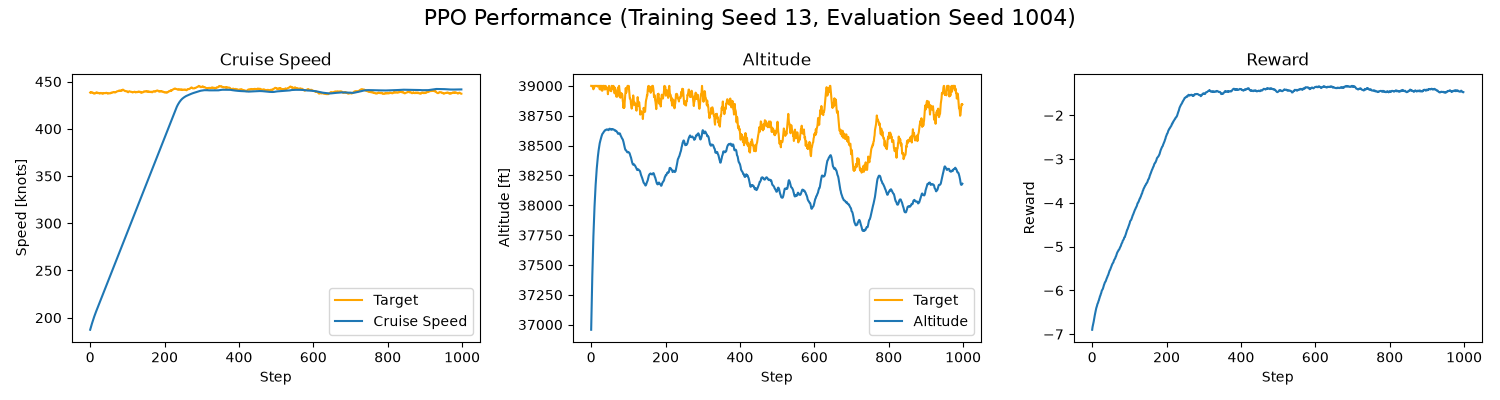 PPO Performance (Training Seed 13, Evaluation Seed 1004)
Cruise Speed
Speed [knots]
450
400
350
300
250
200
0 200 400 600 800 1000
Step
Target
Cruise Speed
Altitude
Altitude [ft]
39000
38750
38500
38250
38000
37750
37500
37250
37000
0 200 400 600 800 1000
Step
Target
Altitude
Reward
Reward
−2
−3
−4
−5
−6
−7
0 200 400 600 800 1000
Step